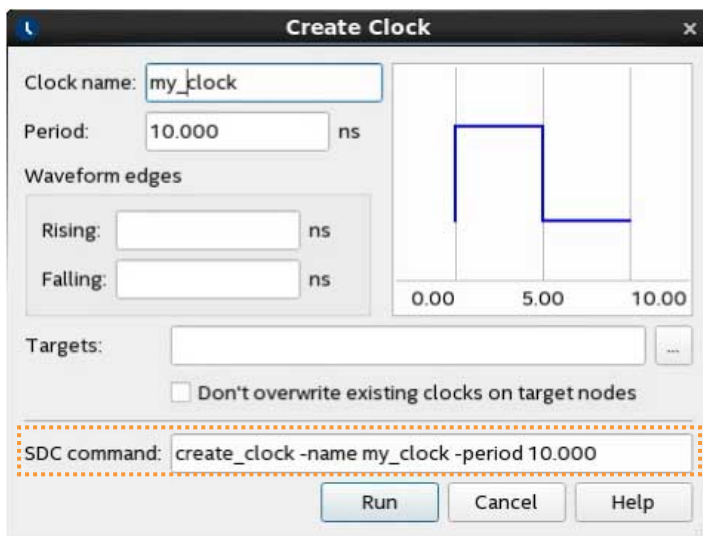 Create Clock
Clock name: my_clock
Period: 10.000 ns
Waveform edges
Rising: ns
Falling: ns
0.00 5.00 10.00
Targets: ...
Don't overwrite existing clocks on target nodes
SDC command: create_clock -name my_clock -period 10.000
Run Cancel Help